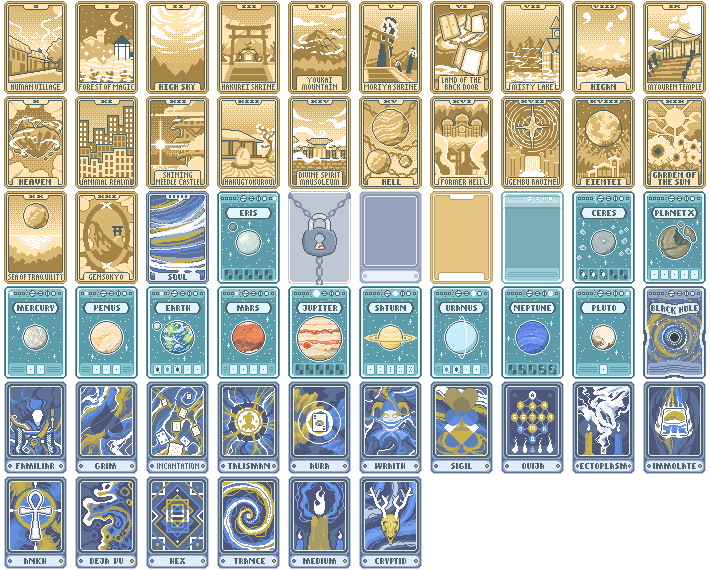 0
HUMAN VILLAGE
I
FOREST OF MAGIC
II
HIGH SKY
III
HAKUREI SHRINE
IV
YOUKAI
MOUNTAIN
V
MORIYA SHRINE
LAND OF THE
BACK DOOR
VII
MISTY LAKE
VIII
HIGAN
IX
MYOUREN TEMPLE
X
HEAVEN
XI
ANIMAL REALM
XII
SHINING
NEEDLE CASTLE
XIII
HAKUGYOKUROU
XIV
DIVINE SPIRIT
MAUSOLEUM
XV
HELL
XVI
FORMER HELL
XVII
GENBU RAVINE
XVIII
EIENTEI
XIX
GARDEN OF
THE SUN
XX
SEA OF TRANQUILITY
XXI
GENSOKYO
SOUL
ERIS
CERES
PLANET X
MERCURY
VENUS
EARTH
MARS
JUPITER
SATURN
URANUS
NEPTUNE
PLUTO
BLACK HOLE
FAMILIAR
GRIM
INCANTATION
TALISMAN
AURA
WRAITH
SIGIL
OUIJA
ECTOPLASM
IMMOLATE
ANKH
DEJA VU
HEX
TRANCE
MEDIUM
CRYPTID